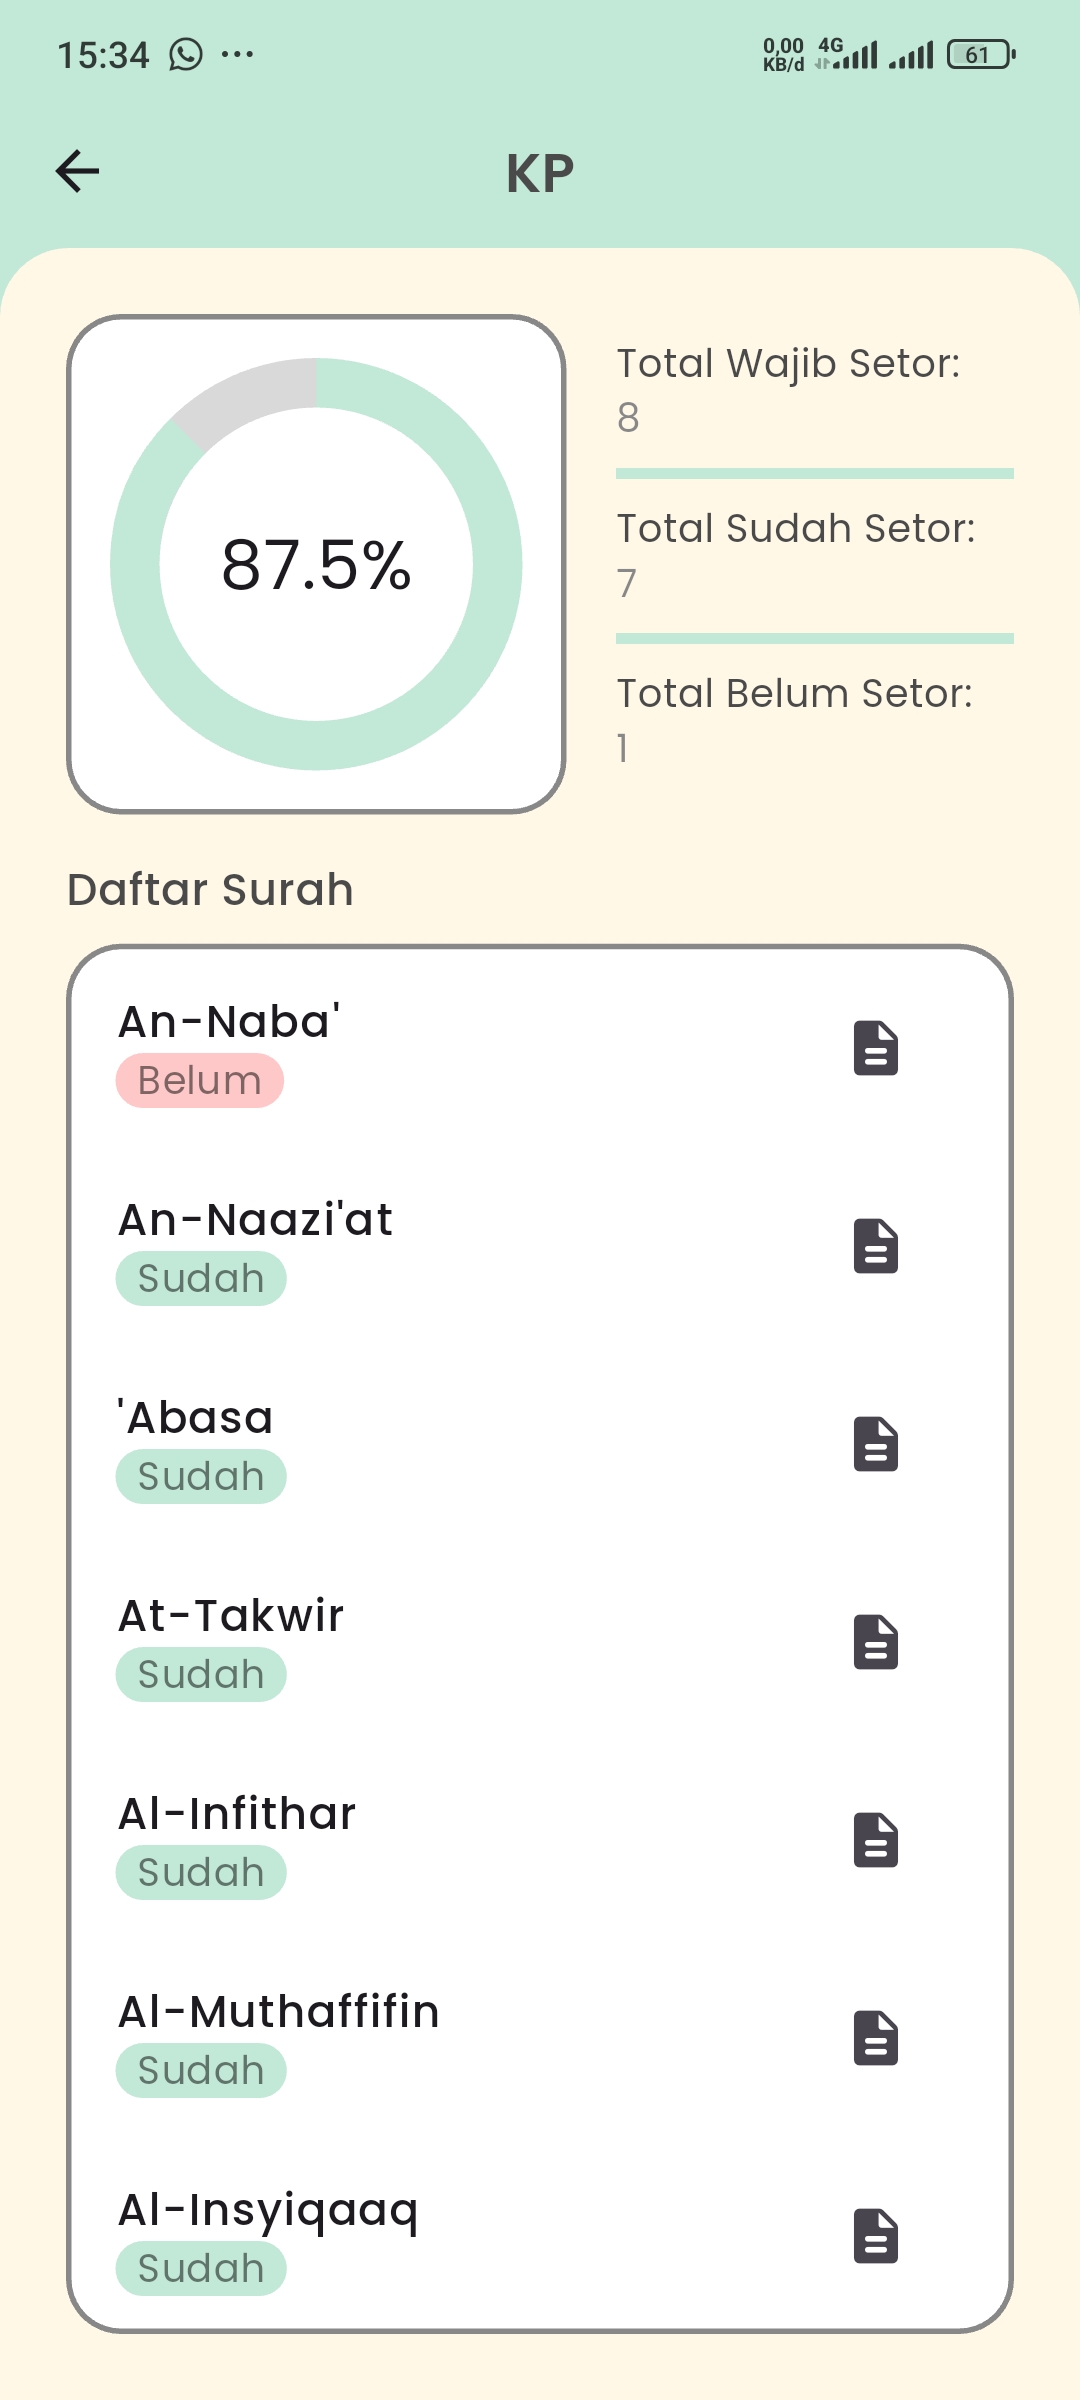 15:34 ... 0,00 KB/d 4G 61
KP
87.5%
Total Wajib Setor:
8
Total Sudah Setor:
7
Total Belum Setor:
1
Daftar Surah
An-Naba'
Belum
An-Naazi'at
Sudah
'Abasa
Sudah
At-Takwir
Sudah
Al-Infithar
Sudah
Al-Muthaffifin
Sudah
Al-Insyiqaaq
Sudah